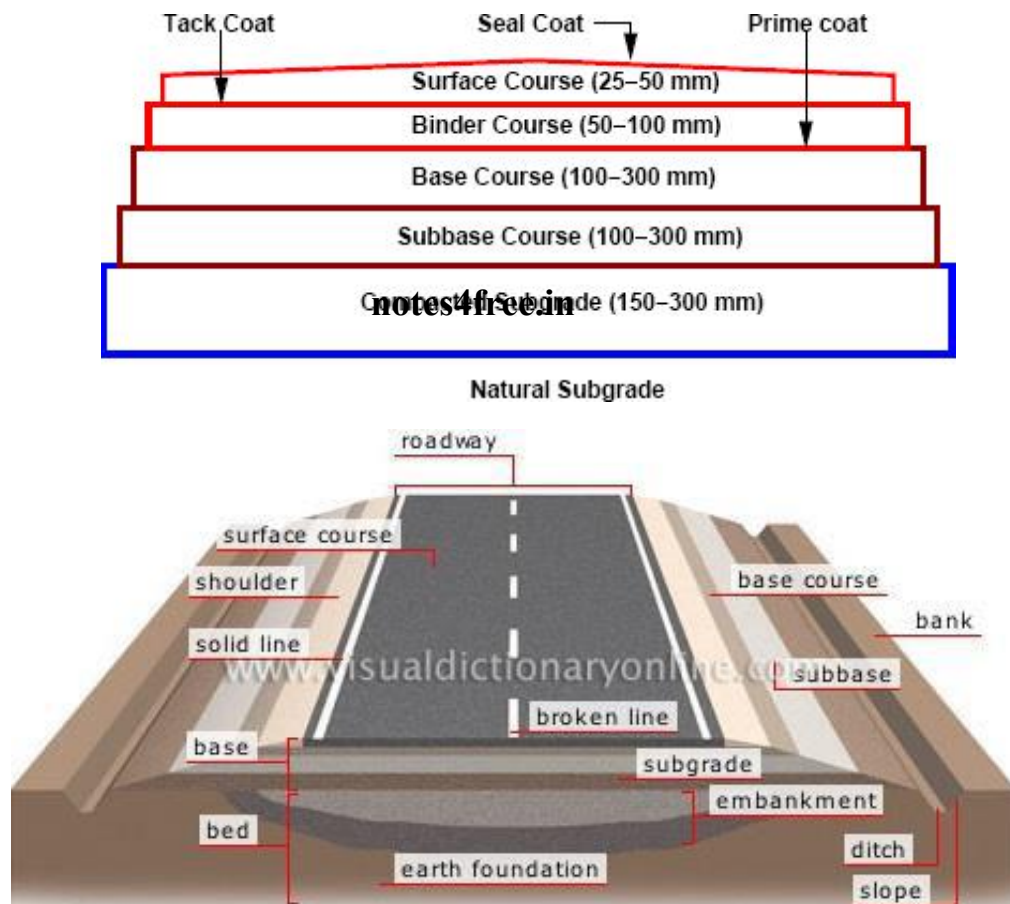 Tack Coat Seal Coat Prime coat
Surface Course (25–50 mm)
Binder Course (50–100 mm)
Base Course (100–300 mm)
Subbase Course (100–300 mm)
Compacted Subgrade (150–300 mm)
notes4free.in
Natural Subgrade
roadway
surface course
shoulder
base course
bank
solid line
www.visualdictionaryonline.com
subbase
broken line
base
subgrade
embankment
bed
ditch
earth foundation
slope